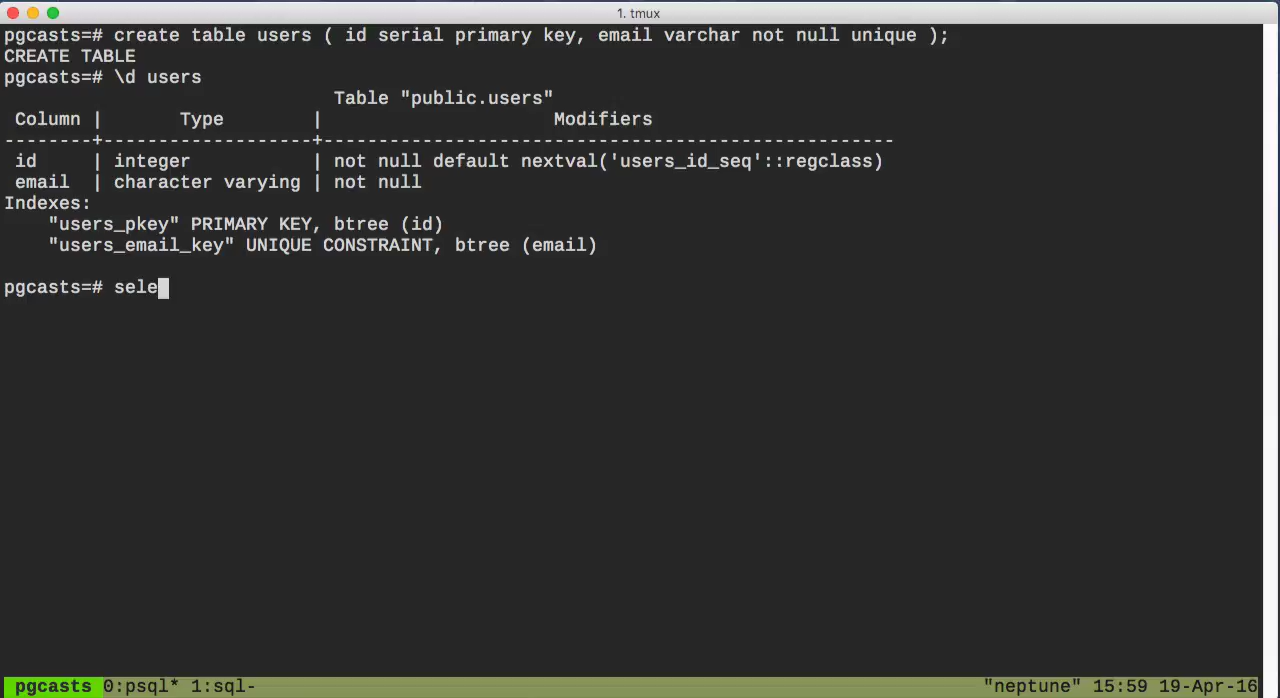 1. tmux
pgcasts=# create table users ( id serial primary key, email varchar not null unique );
CREATE TABLE
pgcasts=# \d users
                              Table "public.users"
 Column |       Type        |                     Modifiers
--------+-------------------+----------------------------------------------------
 id     | integer           | not null default nextval('users_id_seq'::regclass)
 email  | character varying | not null
Indexes:
    "users_pkey" PRIMARY KEY, btree (id)
    "users_email_key" UNIQUE CONSTRAINT, btree (email)
pgcasts=# sele
pgcasts 0:psql* 1:sql- "neptune" 15:59 19-Apr-16